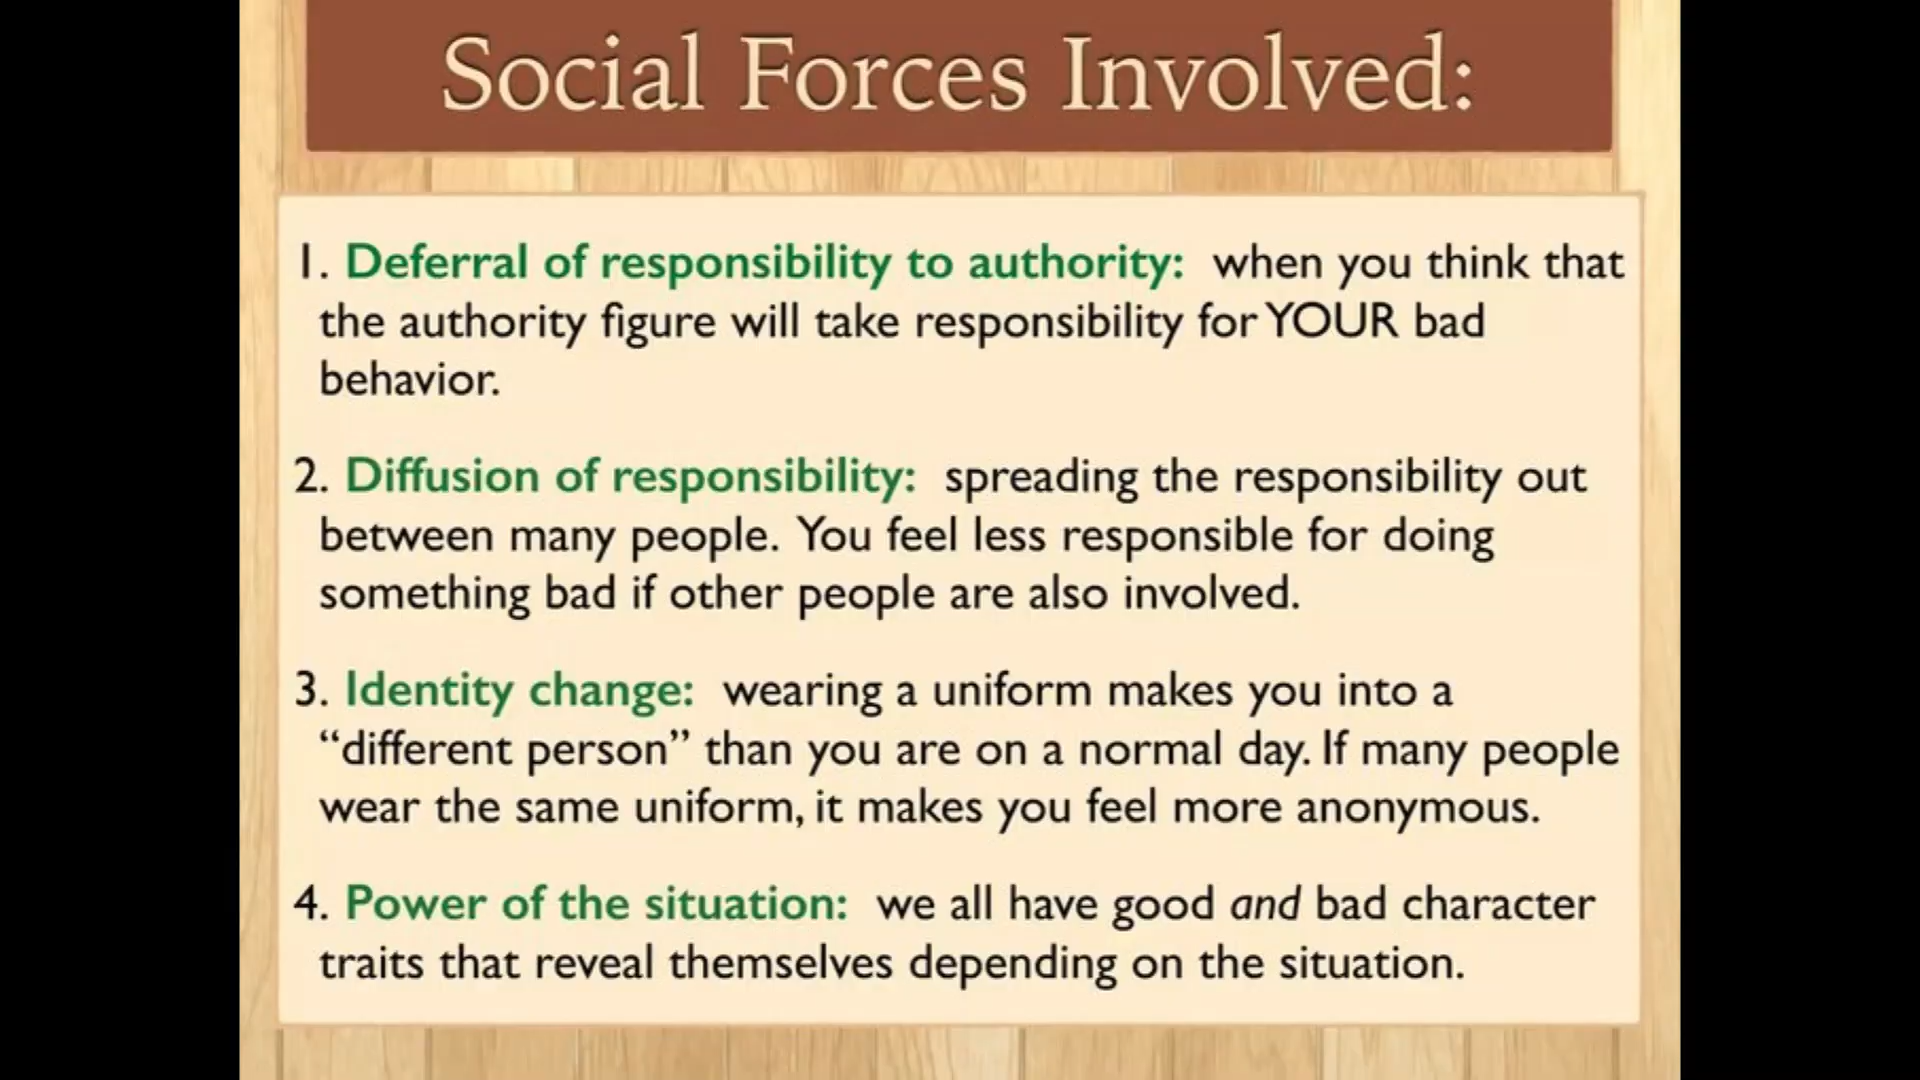 Social Forces Involved:
1. Deferral of responsibility to authority: when you think that
the authority figure will take responsibility for YOUR bad
behavior.
2. Diffusion of responsibility: spreading the responsibility out
between many people. You feel less responsible for doing
something bad if other people are also involved.
3. Identity change: wearing a uniform makes you into a
“different person” than you are on a normal day. If many people
wear the same uniform, it makes you feel more anonymous.
4. Power of the situation: we all have good and bad character
traits that reveal themselves depending on the situation.